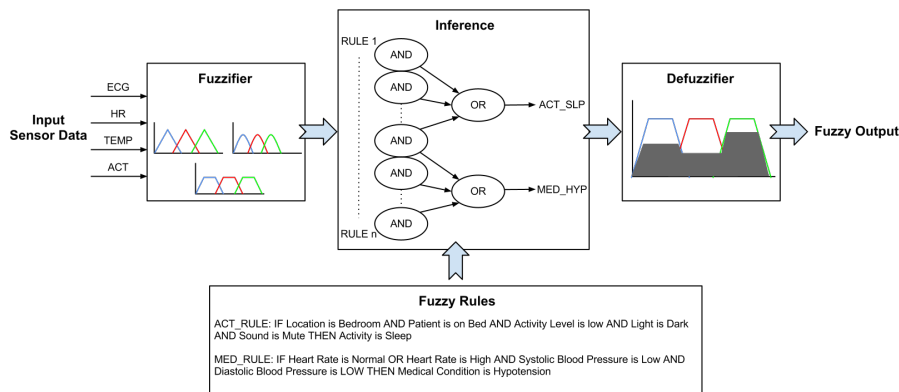 Inference
RULE 1
AND
AND
AND
AND
AND
RULE n
OR
OR
ACT_SLP
MED_HYP
Fuzzifier
ECG
HR
TEMP
ACT
Input
Sensor Data
Defuzzifier
Fuzzy Output
Fuzzy Rules
ACT_RULE: IF Location is Bedroom AND Patient is on Bed AND Activity Level is low AND Light is Dark
AND Sound is Mute THEN Activity is Sleep
MED_RULE: IF Heart Rate is Normal OR Heart Rate is High AND Systolic Blood Pressure is Low AND
Diastolic Blood Pressure is LOW THEN Medical Condition is Hypotension